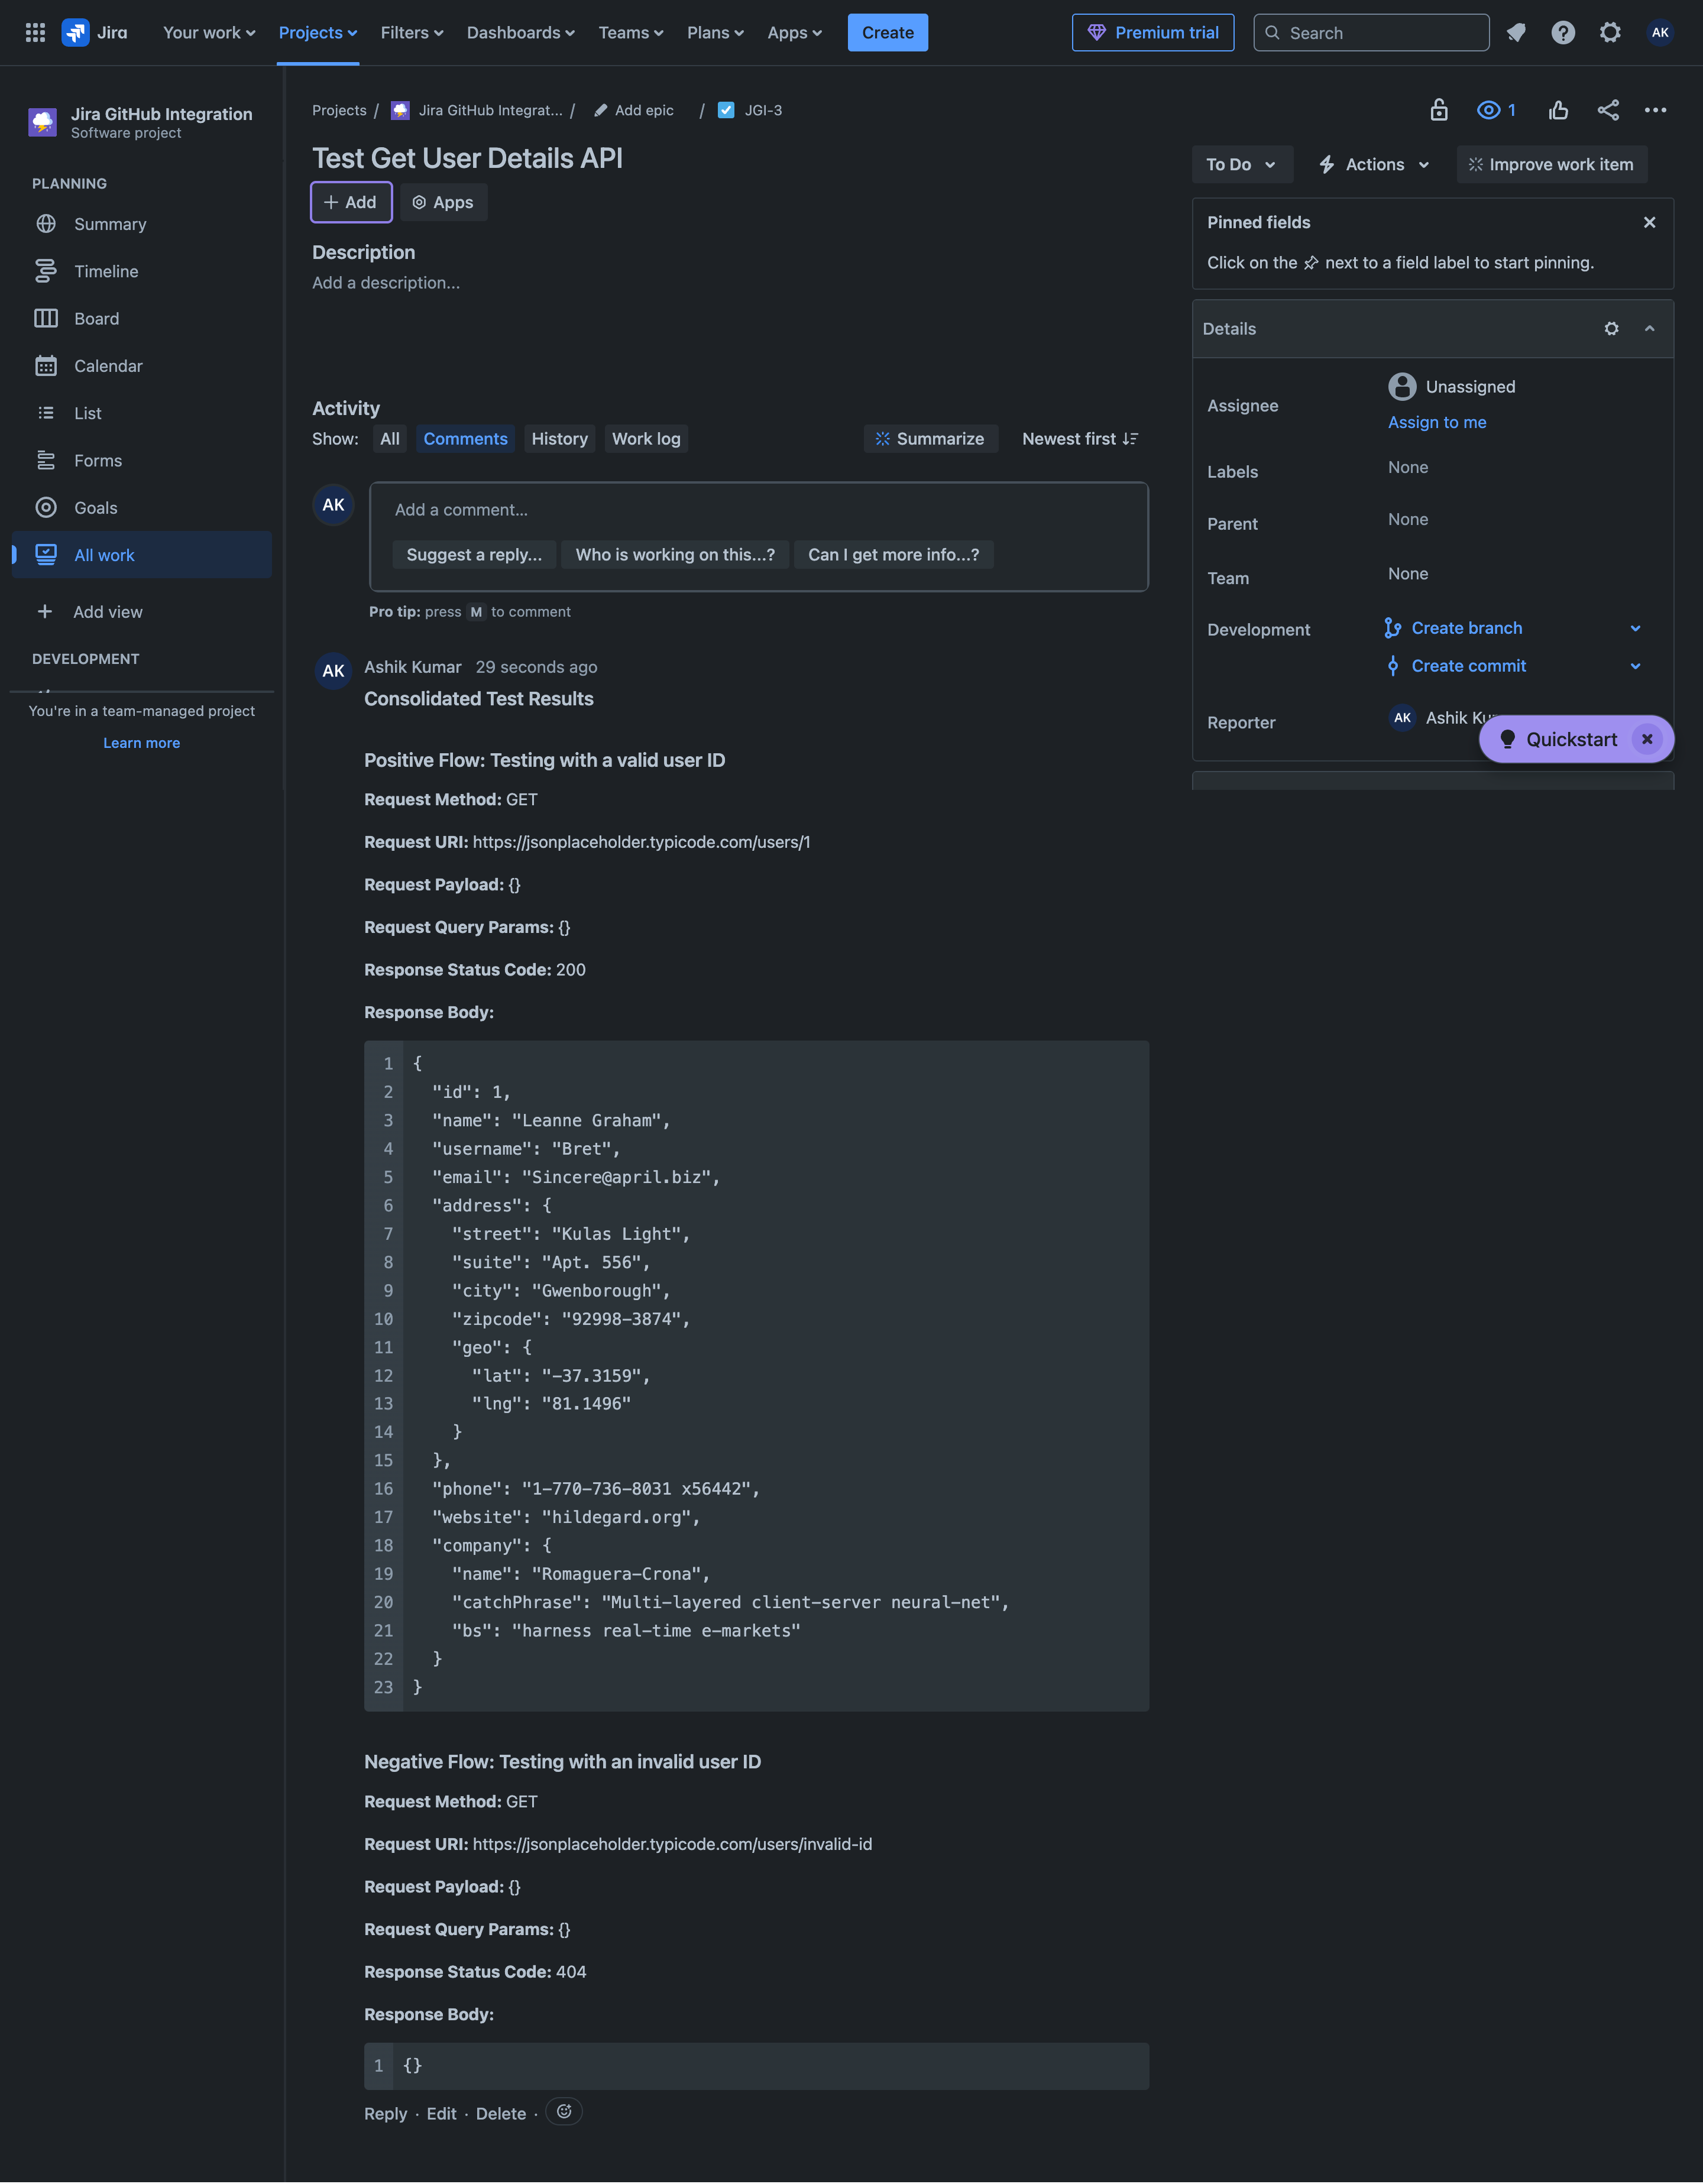 Jira
Your work
Projects
Filters
Dashboards
Teams
Plans
Apps
Create
Premium trial
Search
AK
Jira GitHub Integration
Software project
PLANNING
Summary
Timeline
Board
Calendar
List
Forms
Goals
All work
Add view
DEVELOPMENT
You're in a team-managed project
Learn more
Projects / Jira GitHub Integrat... / Add epic / JGI-3
Test Get User Details API
+ Add
Apps
Description
Add a description...
Activity
Show: All Comments History Work log
Summarize
Newest first
AK
Add a comment...
Suggest a reply... Who is working on this...? Can I get more info...?
Pro tip: press M to comment
AK
Ashik Kumar 29 seconds ago
Consolidated Test Results
Positive Flow: Testing with a valid user ID
Request Method: GET
Request URI: https://jsonplaceholder.typicode.com/users/1
Request Payload: {}
Request Query Params: {}
Response Status Code: 200
Response Body:
1 {
2 "id": 1,
3 "name": "Leanne Graham",
4 "username": "Bret",
5 "email": "Sincere@april.biz",
6 "address": {
7 "street": "Kulas Light",
8 "suite": "Apt. 556",
9 "city": "Gwenborough",
10 "zipcode": "92998-3874",
11 "geo": {
12 "lat": "-37.3159",
13 "lng": "81.1496"
14 }
15 },
16 "phone": "1-770-736-8031 x56442",
17 "website": "hildegard.org",
18 "company": {
19 "name": "Romaguera-Crona",
20 "catchPhrase": "Multi-layered client-server neural-net",
21 "bs": "harness real-time e-markets"
22 }
23 }
Negative Flow: Testing with an invalid user ID
Request Method: GET
Request URI: https://jsonplaceholder.typicode.com/users/invalid-id
Request Payload: {}
Request Query Params: {}
Response Status Code: 404
Response Body:
1 {}
Reply · Edit · Delete ·
1
To Do
Actions
Improve work item
Pinned fields
Click on the next to a field label to start pinning.
Details
Assignee
Unassigned
Assign to me
Labels
None
Parent
None
Team
None
Development
Create branch
Create commit
Reporter
AK
Ashik
Quickstart